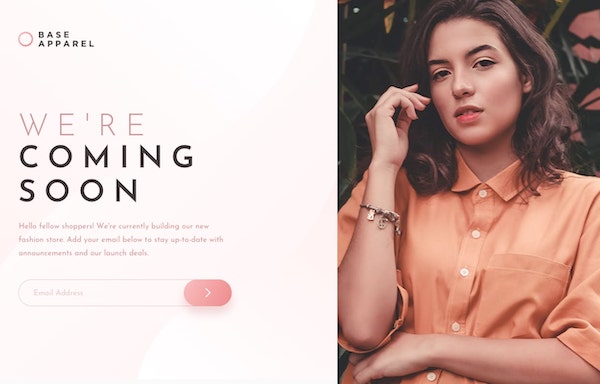 BASE
APPAREL
WE'RE
COMING
SOON
Hello fellow shoppers! We're currently building our new
fashion store. Add your email below to stay up-to-date with
announcements and our launch deals.
Email Address